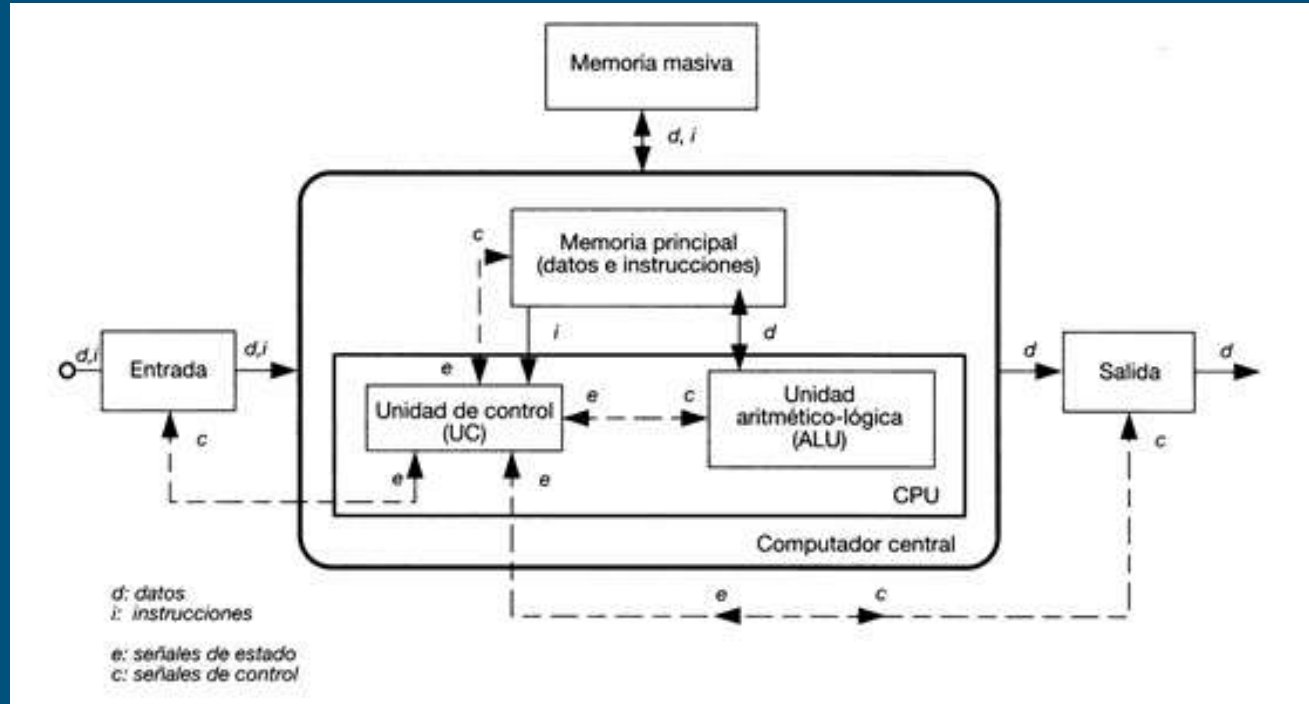 Memoria masiva
d, i
c
Memoria principal
(datos e instrucciones)
i
d
d,i
Entrada
d,i
d
Salida
d
e
Unidad de control
(UC)
e
c
Unidad
aritmético-lógica
(ALU)
c
e
e
c
CPU
Computador central
e
c
d: datos
i: instrucciones
e: señales de estado
c: señales de control